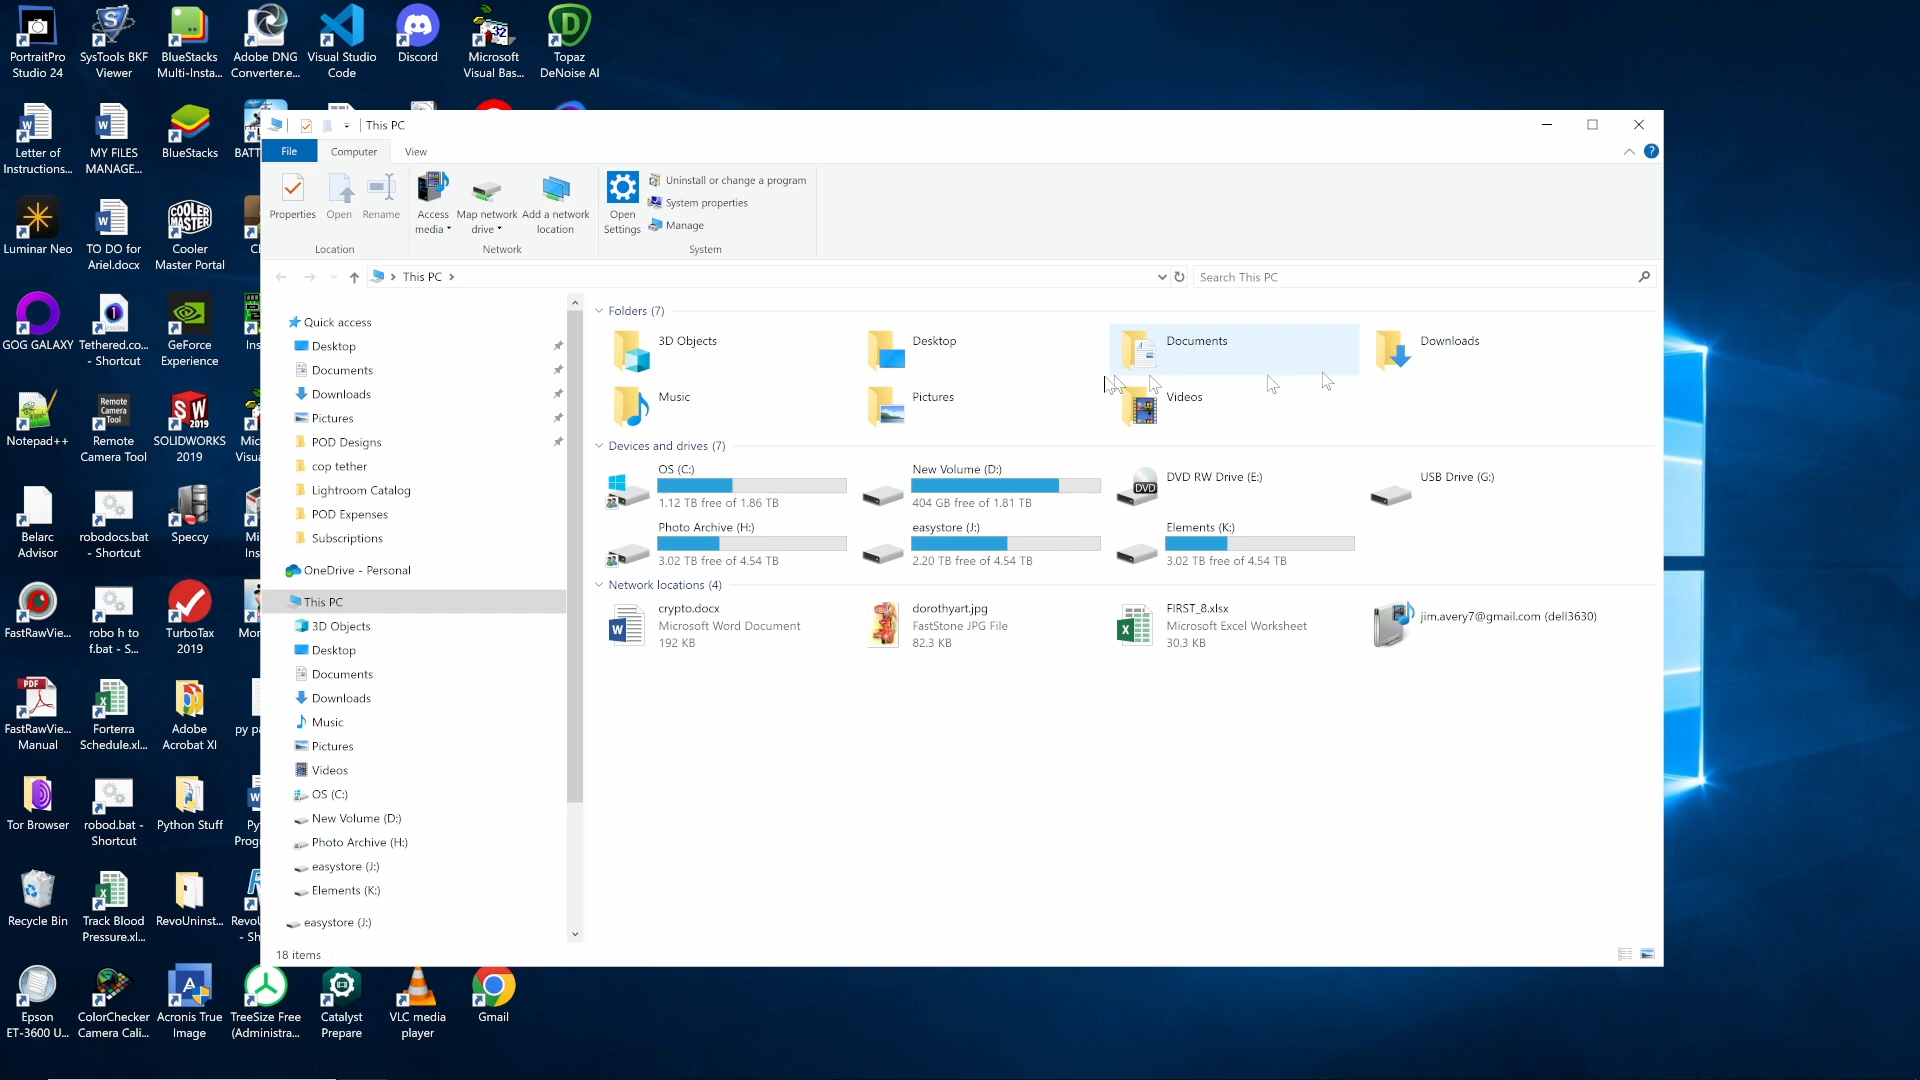 PortraitPro
Studio 24
SysTools BKF
Viewer
BlueStacks
Multi-Insta...
Adobe DNG
Converter.e...
Visual Studio
Code
Discord
Microsoft
Visual Bas...
Topaz
DeNoise AI
Letter of
Instructions...
MY FILES
MANAGE...
BlueStacks
BATT
Luminar Neo
TO DO for
Ariel.docx
Cooler
Master Portal
GOG GALAXY
Tethered.co...
- Shortcut
GeForce
Experience
Notepad++
Remote
Camera Tool
SOLIDWORKS
2019
Belarc
Advisor
robodocs.bat
- Shortcut
Speccy
FastRawVie...
robo h to
f.bat - S...
TurboTax
2019
FastRawVie...
Manual
Forterra
Schedule.xl...
Adobe
Acrobat XI
py pa
Tor Browser
robod.bat -
Shortcut
Python Stuff
Py
Progr
Recycle Bin
Track Blood
Pressure.xl...
RevoUninst...
RevoU
- Sh
Epson
ET-3600 U...
ColorChecker
Camera Cali...
Acronis True
Image
TreeSize Free
(Administra...
Catalyst
Prepare
VLC media
player
Gmail
This PC
File
Computer
View
Properties
Open
Rename
Location
Access
media
Map network
drive
Add a network
location
Network
Open
Settings
Uninstall or change a program
System properties
Manage
System
This PC
Search This PC
Quick access
Desktop
Documents
Downloads
Pictures
POD Designs
cop tether
Lightroom Catalog
POD Expenses
Subscriptions
OneDrive - Personal
This PC
3D Objects
Desktop
Documents
Downloads
Music
Pictures
Videos
OS (C:)
New Volume (D:)
Photo Archive (H:)
easystore (J:)
Elements (K:)
easystore (J:)
Folders (7)
3D Objects
Desktop
Documents
Downloads
Music
Pictures
Videos
Devices and drives (7)
OS (C:)
1.12 TB free of 1.86 TB
New Volume (D:)
404 GB free of 1.81 TB
DVD RW Drive (E:)
USB Drive (G:)
Photo Archive (H:)
3.02 TB free of 4.54 TB
easystore (J:)
2.20 TB free of 4.54 TB
Elements (K:)
3.02 TB free of 4.54 TB
Network locations (4)
crypto.docx
Microsoft Word Document
192 KB
dorothyart.jpg
FastStone JPG File
82.3 KB
FIRST_8.xlsx
Microsoft Excel Worksheet
30.3 KB
jim.avery7@gmail.com (dell3630)
18 items